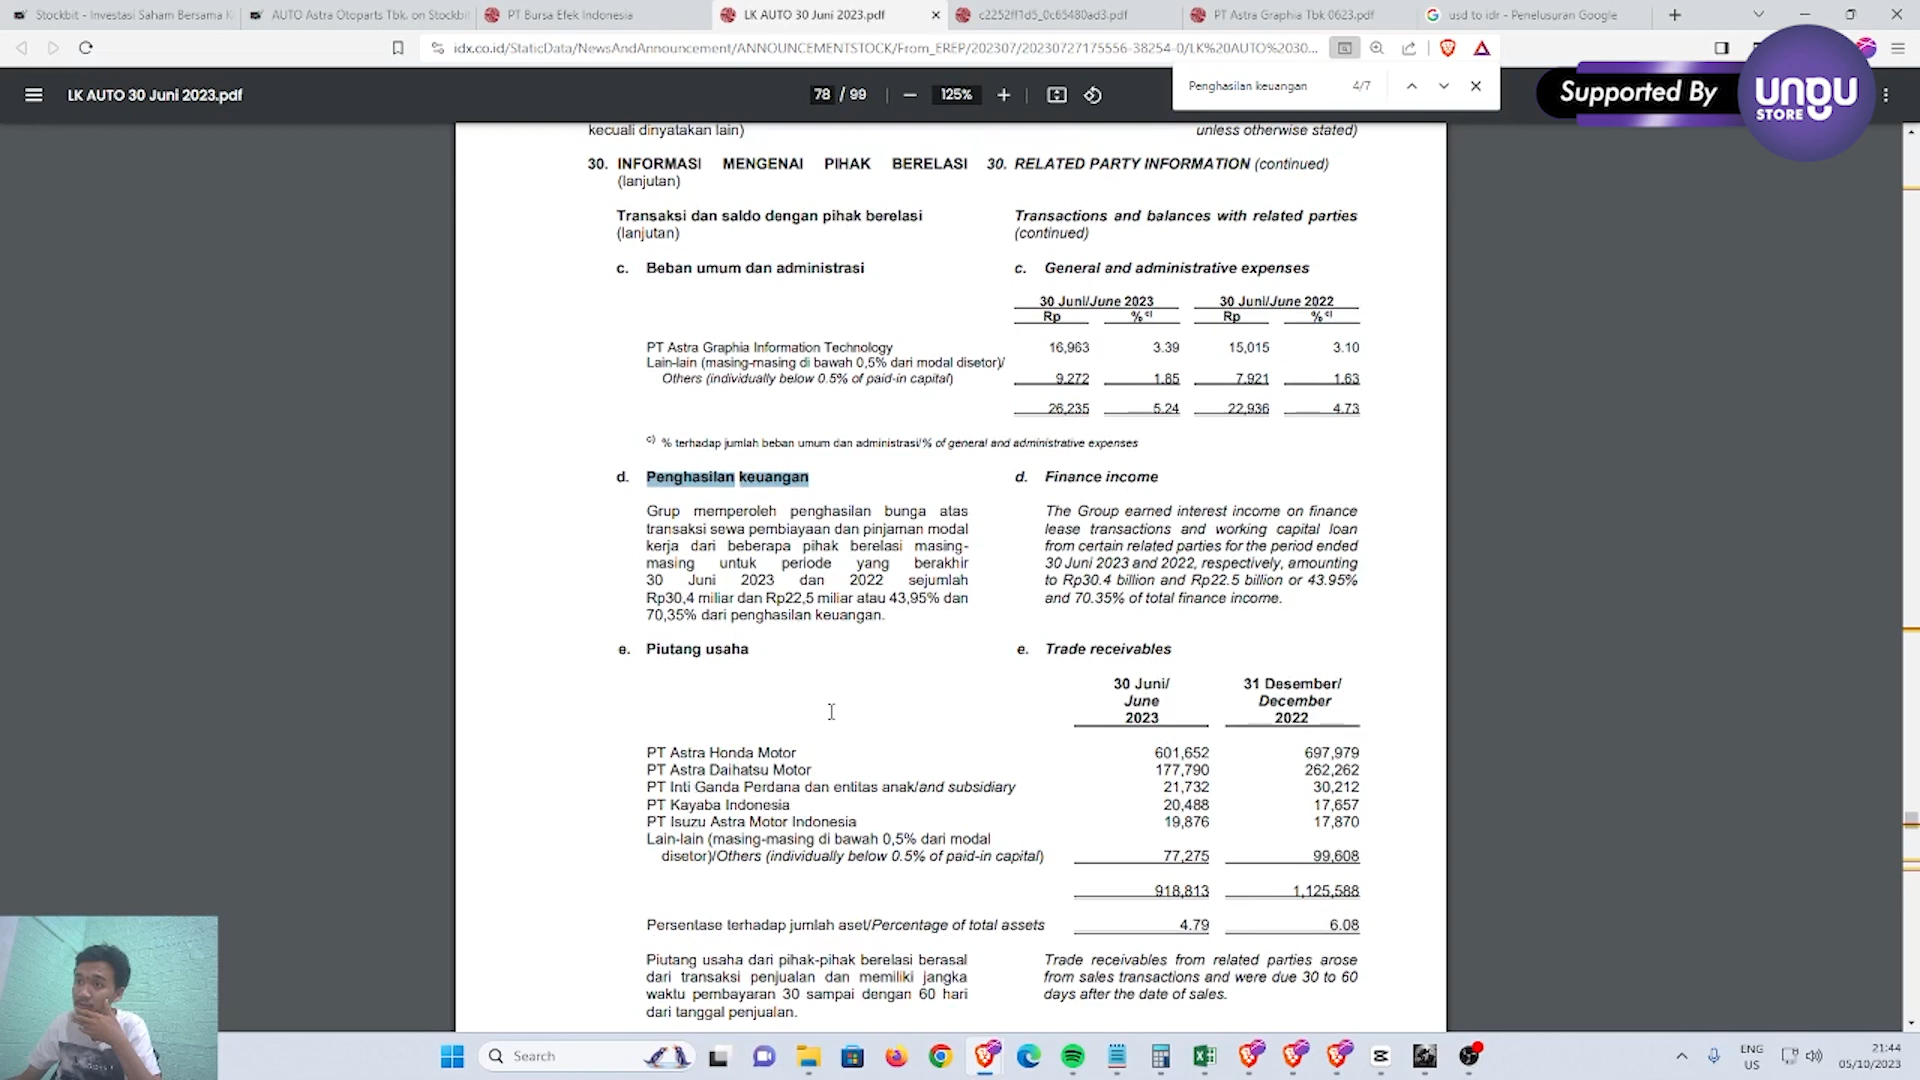 Stockbit - Investasi Saham Bersama K
AUTO Astra Otoparts Tbk. on Stockbit
PT Bursa Efek Indonesia
LK AUTO 30 Juni 2023.pdf
c2252ff1d5_0c65480ad3.pdf
PT Astra Graphia Tbk 0623.pdf
usd to idr - Penelusuran Google
idx.co.id/StaticData/NewsAndAnnouncement/ANNOUNCEMENTSTOCK/From_EREP/202307/20230727175556-38254-0/LK%20AUTO%2030...
LK AUTO 30 Juni 2023.pdf
78 / 99
125%
Penghasilan keuangan
4/7
Supported By
UNGU
STORE
kecuali dinyatakan lain)
unless otherwise stated)
30. INFORMASI MENGENAI PIHAK BERELASI
(lanjutan)
30. RELATED PARTY INFORMATION (continued)
Transaksi dan saldo dengan pihak berelasi
(lanjutan)
Transactions and balances with related parties
(continued)
c. Beban umum dan administrasi
c. General and administrative expenses
30 Juni/June 2023 30 Juni/June 2022
Rp % c) Rp % c)
PT Astra Graphia Information Technology 16,963 3.39 15,015 3.10
Lain-lain (masing-masing di bawah 0,5% dari modal disetor)/
Others (individually below 0.5% of paid-in capital) 9,272 1.85 7,921 1.63
26,235 5.24 22,936 4.73
c) % terhadap jumlah beban umum dan administrasi/% of general and administrative expenses
d. Penghasilan keuangan
d. Finance income
Grup memperoleh penghasilan bunga atas
transaksi sewa pembiayaan dan pinjaman modal
kerja dari beberapa pihak berelasi masing-
masing untuk periode yang berakhir
30 Juni 2023 dan 2022 sejumlah
Rp30,4 miliar dan Rp22,5 miliar atau 43,95% dan
70,35% dari penghasilan keuangan.
The Group earned interest income on finance
lease transactions and working capital loan
from certain related parties for the period ended
30 Juni 2023 and 2022, respectively, amounting
to Rp30.4 billion and Rp22.5 billion or 43.95%
and 70.35% of total finance income.
e. Piutang usaha
e. Trade receivables
30 Juni/ 31 Desember/
June December
2023 2022
PT Astra Honda Motor 601,652 697,979
PT Astra Daihatsu Motor 177,790 262,262
PT Inti Ganda Perdana dan entitas anak/and subsidiary 21,732 30,212
PT Kayaba Indonesia 20,488 17,657
PT Isuzu Astra Motor Indonesia 19,876 17,870
Lain-lain (masing-masing di bawah 0,5% dari modal
disetor)/Others (individually below 0.5% of paid-in capital) 77,275 99,608
918,813 1,125,588
Persentase terhadap jumlah aset/Percentage of total assets 4.79 6.08
Piutang usaha dari pihak-pihak berelasi berasal
dari transaksi penjualan dan memiliki jangka
waktu pembayaran 30 sampai dengan 60 hari
dari tanggal penjualan.
Trade receivables from related parties arose
from sales transactions and were due 30 to 60
days after the date of sales.
Search
ENG
US
21:44
05/10/2023